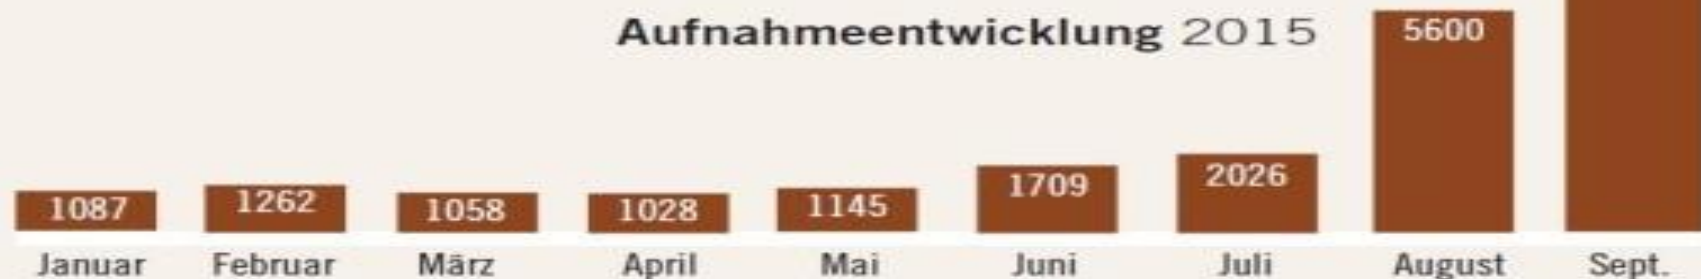 Aufnahmeentwicklung 2015
1087 1262 1058 1028 1145 1709 2026 5600
Januar Februar März April Mai Juni Juli August Sept.